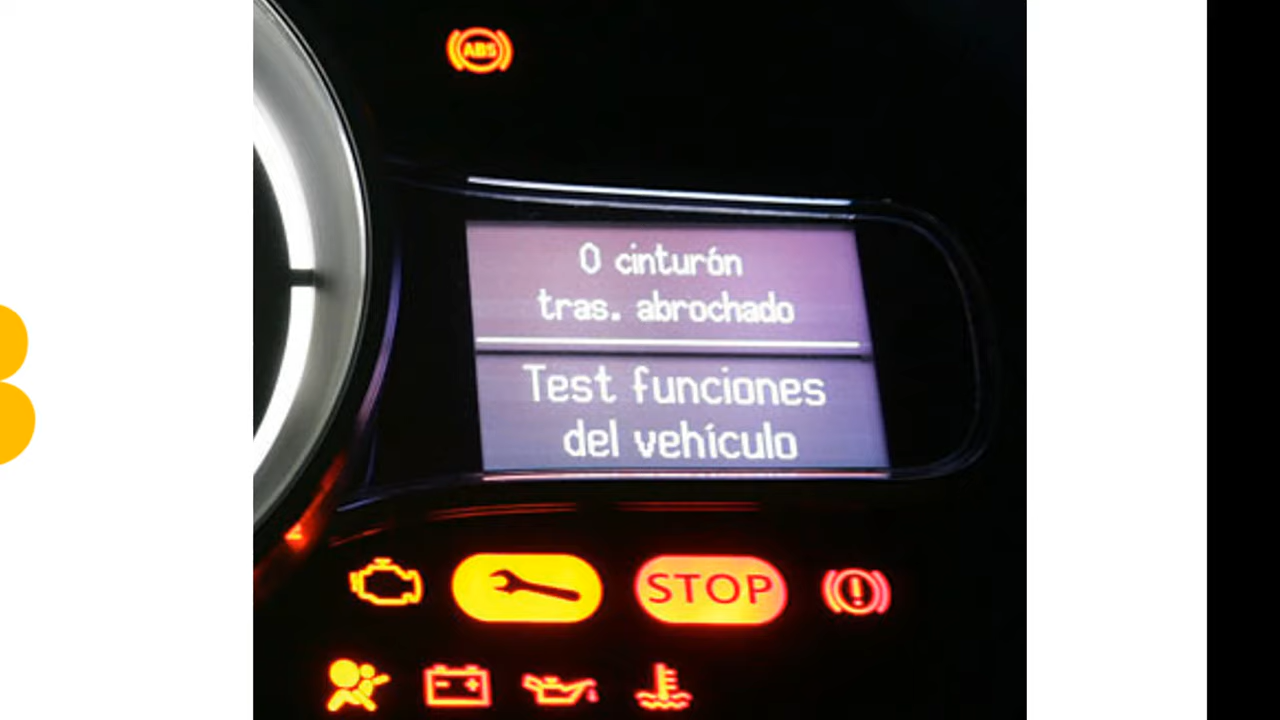 ABS
0 cinturón
tras. abrochado
Test funciones
del vehículo
STOP